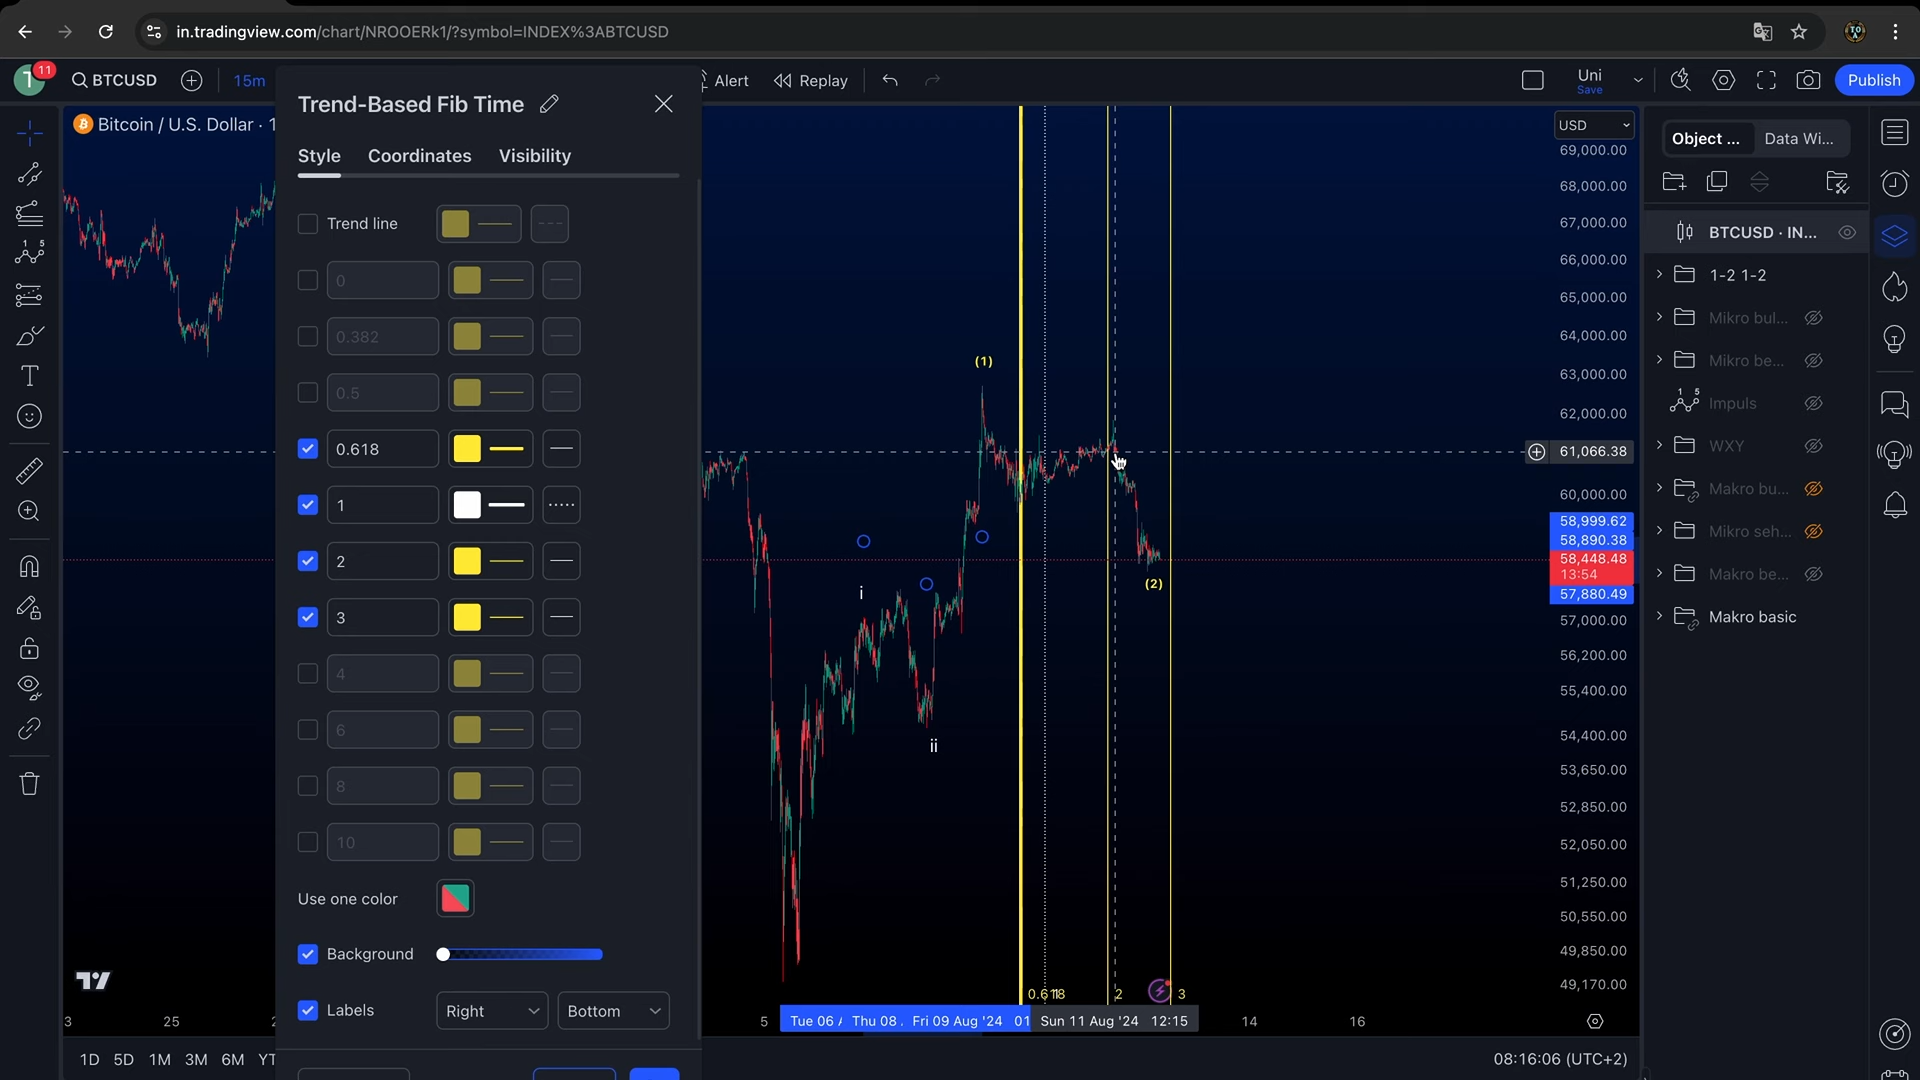 in.tradingview.com/chart/NROOERk1/?symbol=INDEX%3ABTCUSD
T
11
BTCUSD
15m
Alert
Replay
Uni
Save
Publish
Bitcoin / U.S. Dollar · 1
Trend-Based Fib Time
Style
Coordinates
Visibility
Trend line
0
0.382
0.5
0.618
1
2
3
4
6
8
10
Use one color
Background
Labels
Right
Bottom
(1)
i
ii
(2)
0.618
2
3
USD
69,000.00
68,000.00
67,000.00
66,000.00
65,000.00
64,000.00
63,000.00
62,000.00
61,066.38
60,000.00
58,999.62
58,890.38
58,448.48
13:54
57,880.49
57,000.00
56,200.00
55,400.00
54,400.00
53,650.00
52,850.00
52,050.00
51,250.00
50,550.00
49,850.00
49,170.00
3
25
5
Tue 06 Thu 08 Fri 09 Aug '24 01 Sun 11 Aug '24 12:15
14
16
1D 5D 1M 3M 6M YT
08:16:06 (UTC+2)
Object ...
Data Wi...
BTCUSD · IN...
1-2 1-2
Mikro bul...
Mikro be...
Impuls
WXY
Makro bu...
Mikro seh...
Makro be...
Makro basic